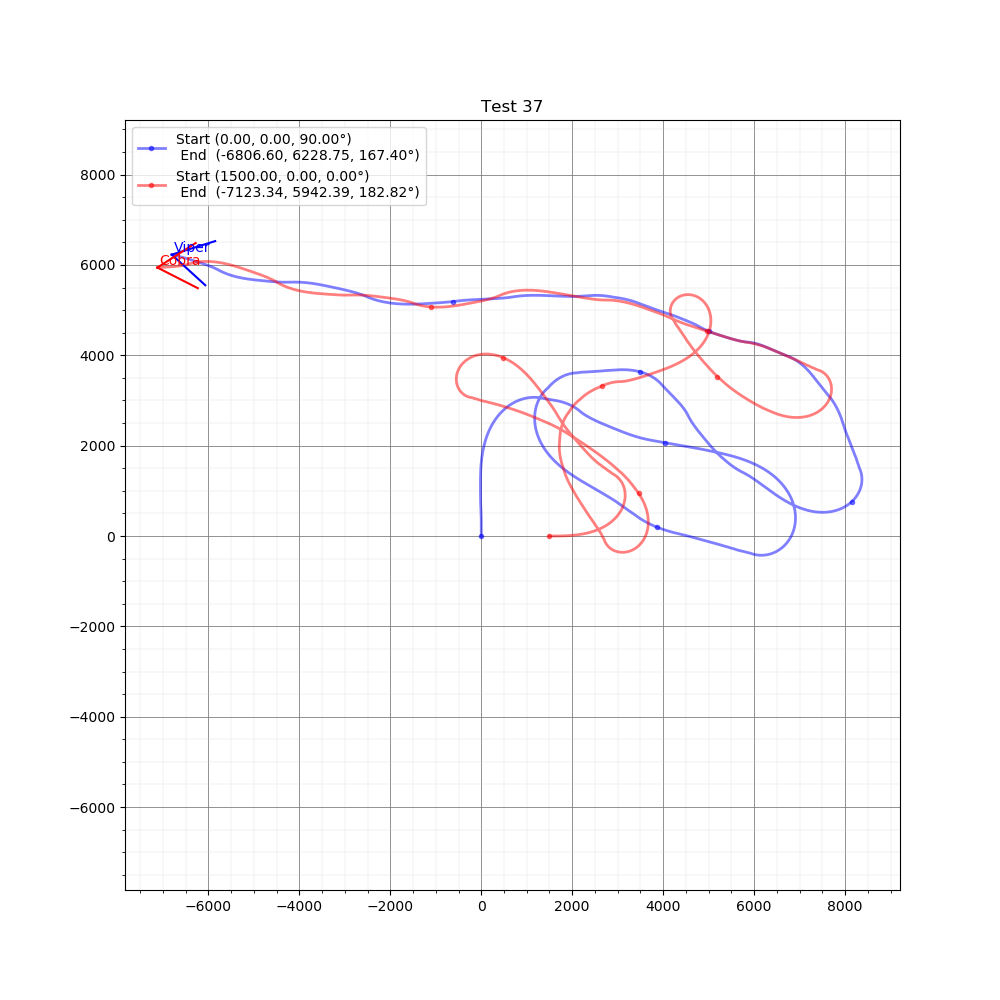 Test 37
Start (0.00, 0.00, 90.00°)
End  (-6806.60, 6228.75, 167.40°)
Start (1500.00, 0.00, 0.00°)
End  (-7123.34, 5942.39, 182.82°)
Viper
Cobra
8000
6000
4000
2000
0
−2000
−4000
−6000
−6000 −4000 −2000 0 2000 4000 6000 8000